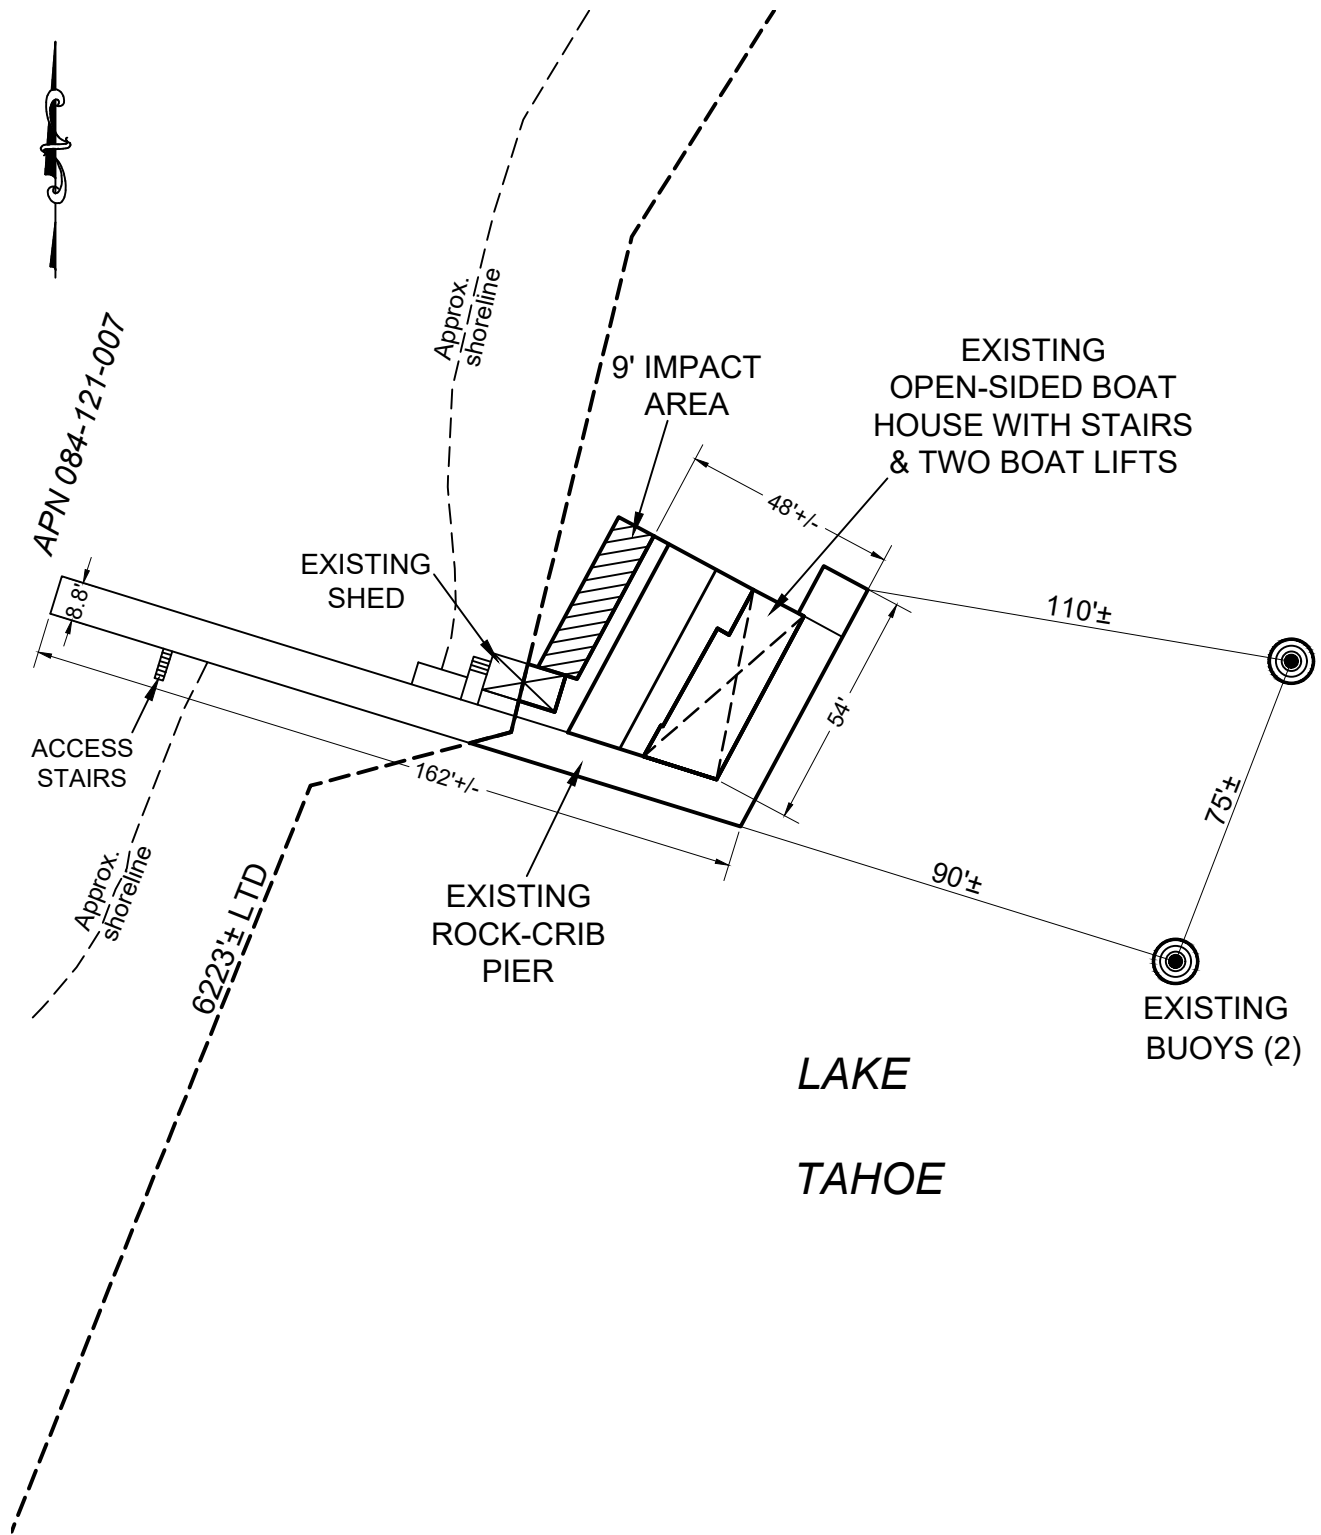 APN 084-121-007
Approx.
shoreline
9' IMPACT
AREA
EXISTING
OPEN-SIDED BOAT
HOUSE WITH STAIRS
& TWO BOAT LIFTS
48'+/-
EXISTING
SHED
8.8'
110'±
54'
ACCESS
STAIRS
162'+/-
75'±
Approx.
shoreline
6223'± LTD
EXISTING
ROCK-CRIB
PIER
90'±
EXISTING
BUOYS (2)
LAKE
TAHOE